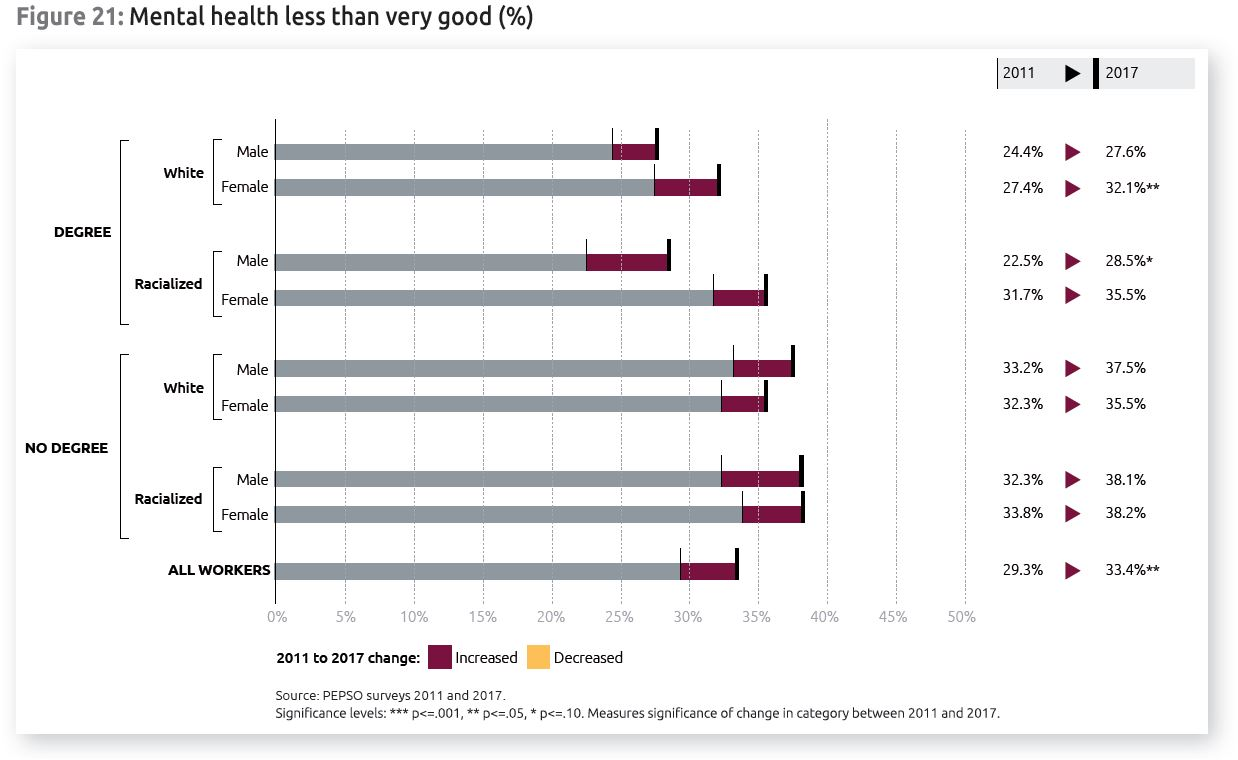 Figure 21: Mental health less than very good (%)
2011 2017
DEGREE
White
Male 24.4% 27.6%
Female 27.4% 32.1%**
Racialized
Male 22.5% 28.5%*
Female 31.7% 35.5%
NO DEGREE
White
Male 33.2% 37.5%
Female 32.3% 35.5%
Racialized
Male 32.3% 38.1%
Female 33.8% 38.2%
ALL WORKERS 29.3% 33.4%**
0% 5% 10% 15% 20% 25% 30% 35% 40% 45% 50%
2011 to 2017 change: Increased Decreased
Source: PEPSO surveys 2011 and 2017.
Significance levels: *** p<=.001, ** p<=.05, * p<=.10. Measures significance of change in category between 2011 and 2017.